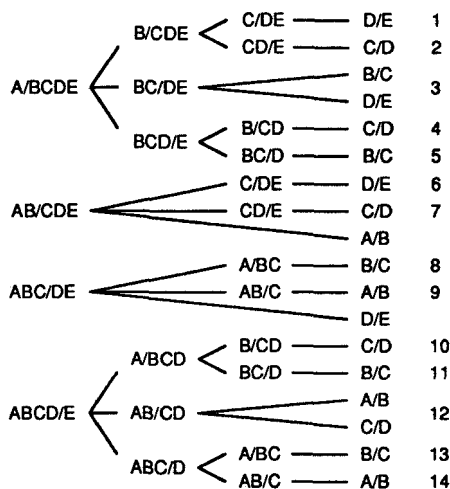 C/DE D/E 1
B/CDE
CD/E C/D 2
B/C
A/BCDE BC/DE 3
D/E
B/CD C/D 4
BCD/E
BC/D B/C 5
C/DE D/E 6
AB/CDE CD/E C/D 7
A/B
A/BC B/C 8
ABC/DE AB/C A/B 9
D/E
B/CD C/D 10
A/BCD
BC/D B/C 11
A/B
ABCD/E AB/CD 12
C/D
A/BC B/C 13
ABC/D
AB/C A/B 14